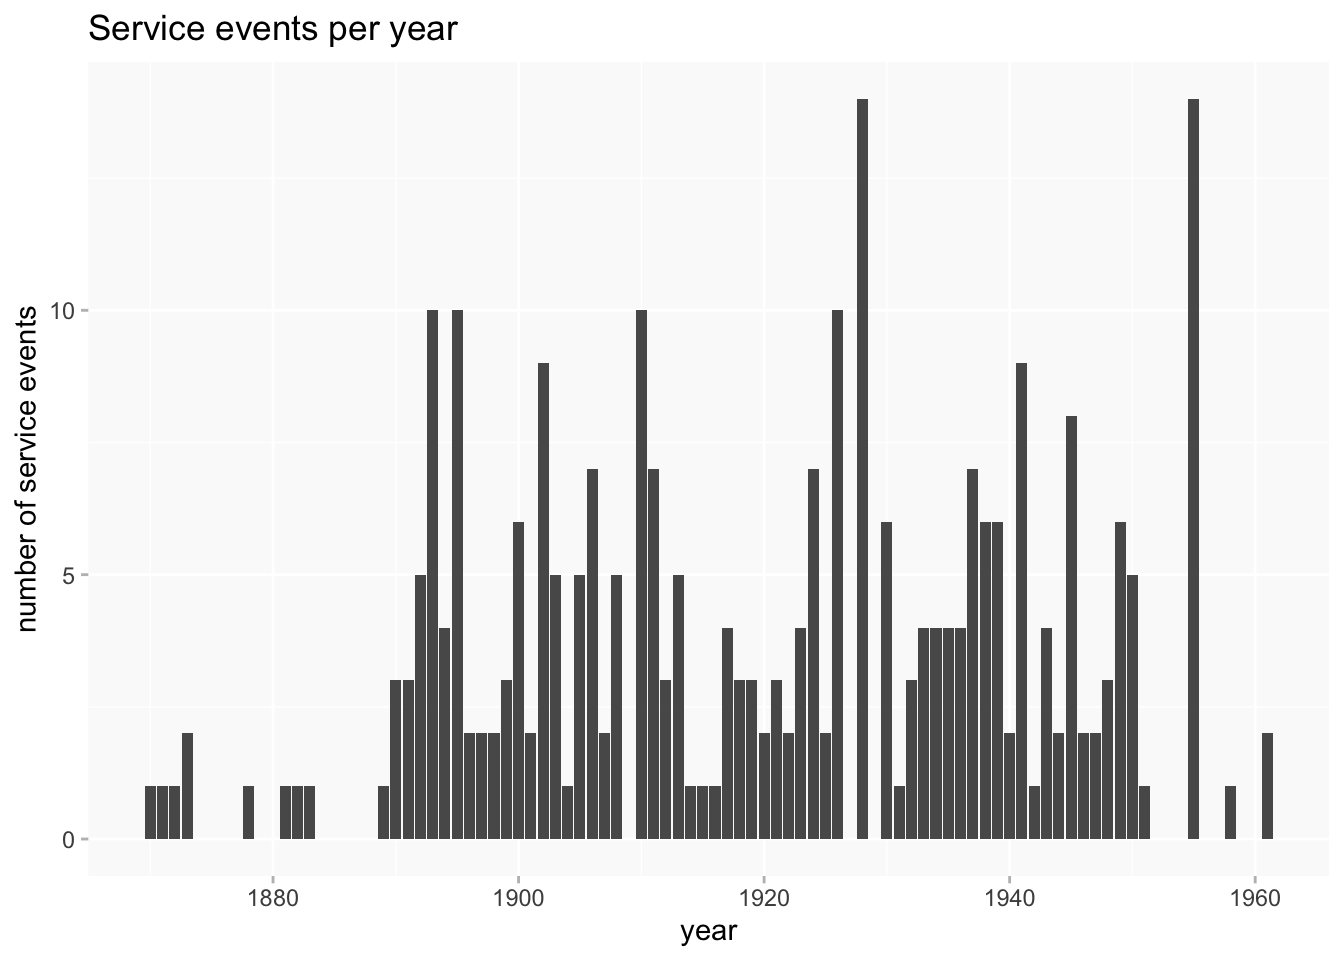 Service events per year
number of service events
10
5
0
1880 1900 1920 1940 1960
year